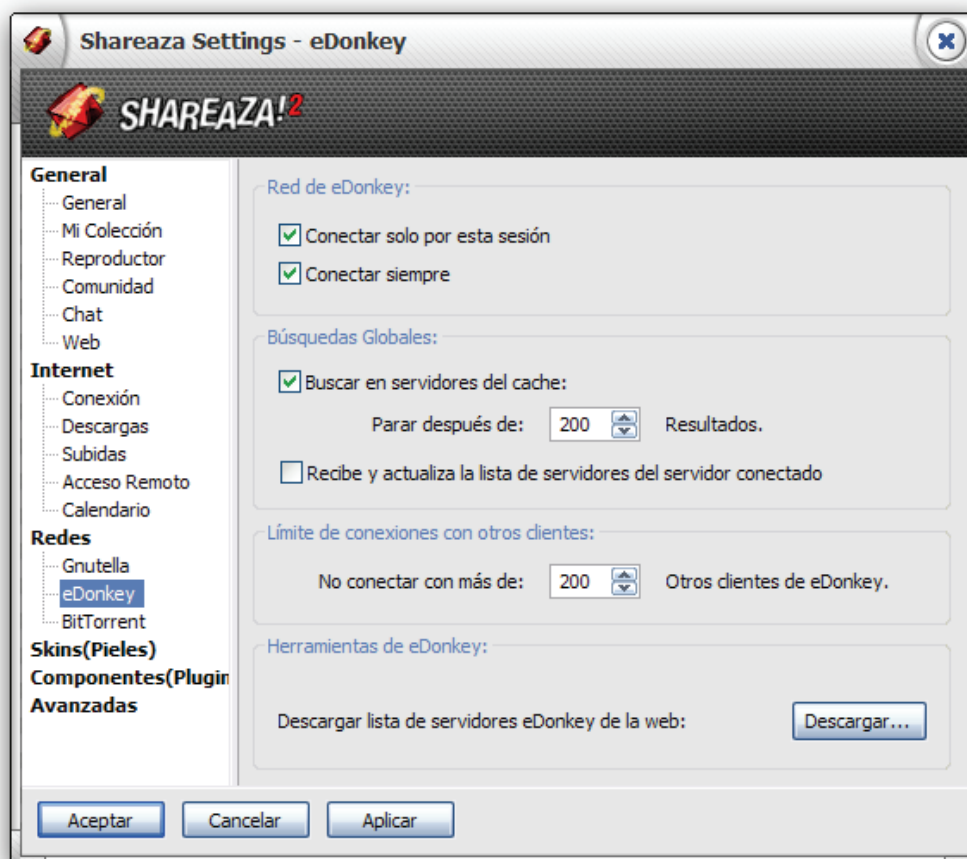 Shareaza Settings - eDonkey
SHAREAZA!2
General
General
Mi Colección
Reproductor
Comunidad
Chat
Web
Internet
Conexión
Descargas
Subidas
Acceso Remoto
Calendario
Redes
Gnutella
eDonkey
BitTorrent
Skins(Pieles)
Componentes(Plugin
Avanzadas
Red de eDonkey:
Conectar solo por esta sesión
Conectar siempre
Búsquedas Globales:
Buscar en servidores del cache:
Parar después de: 200 Resultados.
Recibe y actualiza la lista de servidores del servidor conectado
Límite de conexiones con otros clientes:
No conectar con más de: 200 Otros clientes de eDonkey.
Herramientas de eDonkey:
Descargar lista de servidores eDonkey de la web: Descargar...
Aceptar Cancelar Aplicar